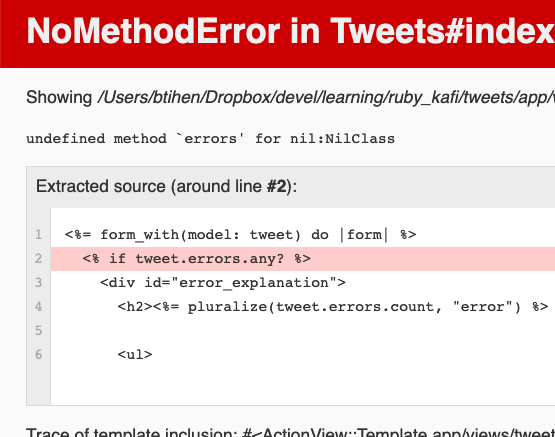 NoMethodError in Tweets#index
Showing /Users/btihen/Dropbox/devel/learning/ruby_kafi/tweets/app/
undefined method `errors' for nil:NilClass
Extracted source (around line #2):
1 <%= form_with(model: tweet) do |form| %>
2 <% if tweet.errors.any? %>
3 <div id="error_explanation">
4 <h2><%= pluralize(tweet.errors.count, "error") %>
5
6 <ul>
Trace of template inclusion: #<ActionView::Template app/views/tweet